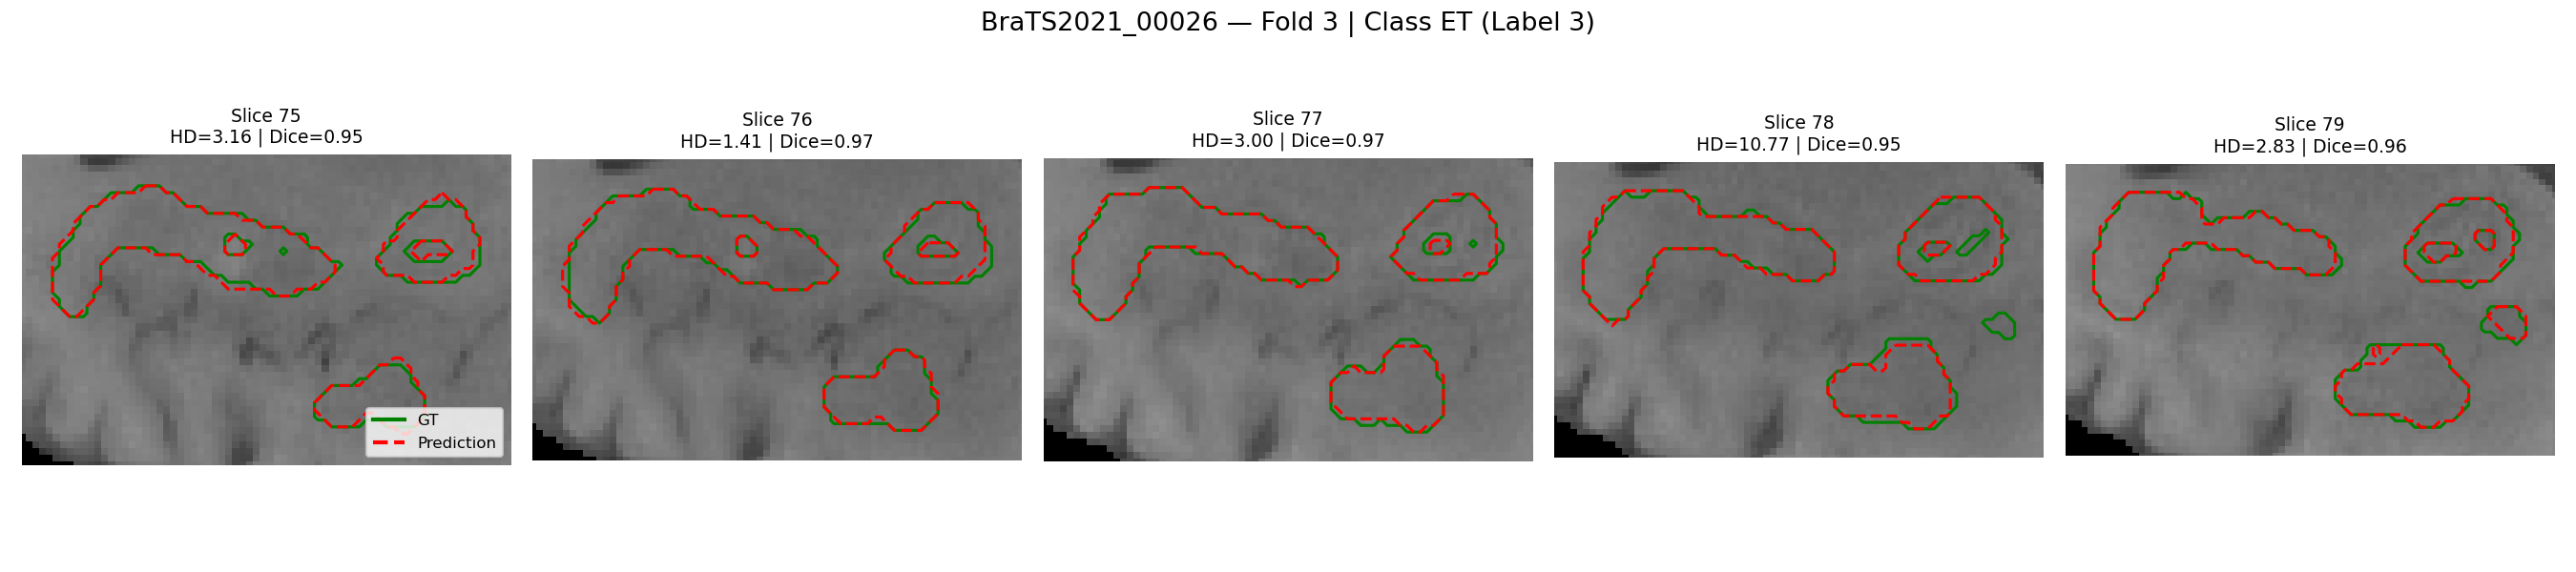 BraTS2021_00026 — Fold 3 | Class ET (Label 3)
Slice 75
HD=3.16 | Dice=0.95
Slice 76
HD=1.41 | Dice=0.97
Slice 77
HD=3.00 | Dice=0.97
Slice 78
HD=10.77 | Dice=0.95
Slice 79
HD=2.83 | Dice=0.96
GT
Prediction